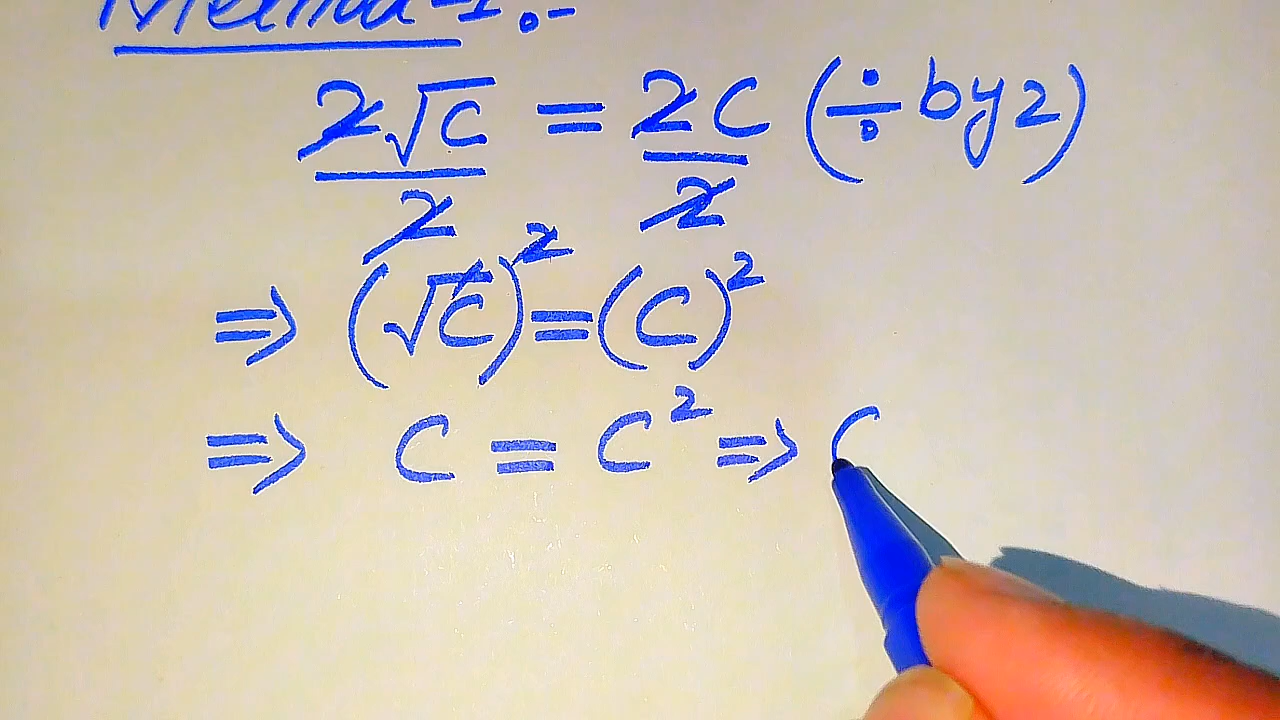 Method-1:-
2√c/2 = 2c/2 (÷ by 2)
⇒ (√c)² = (c)²
⇒ c = c² ⇒ c